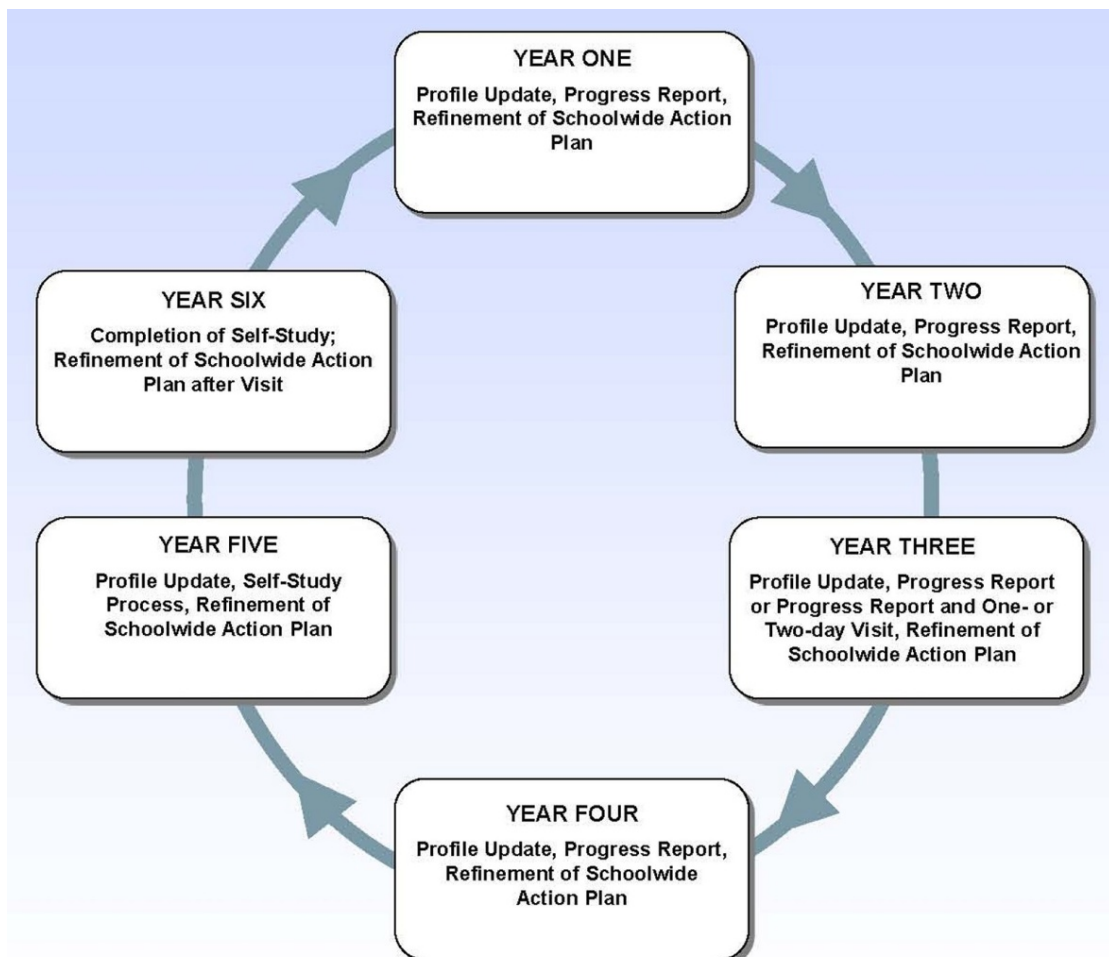 YEAR ONE
Profile Update, Progress Report,
Refinement of Schoolwide Action
Plan
YEAR TWO
Profile Update, Progress Report,
Refinement of Schoolwide Action
Plan
YEAR THREE
Profile Update, Progress Report
or Progress Report and One- or
Two-day Visit, Refinement of
Schoolwide Action Plan
YEAR FOUR
Profile Update, Progress Report,
Refinement of Schoolwide
Action Plan
YEAR FIVE
Profile Update, Self-Study
Process, Refinement of
Schoolwide Action Plan
YEAR SIX
Completion of Self-Study;
Refinement of Schoolwide Action
Plan after Visit